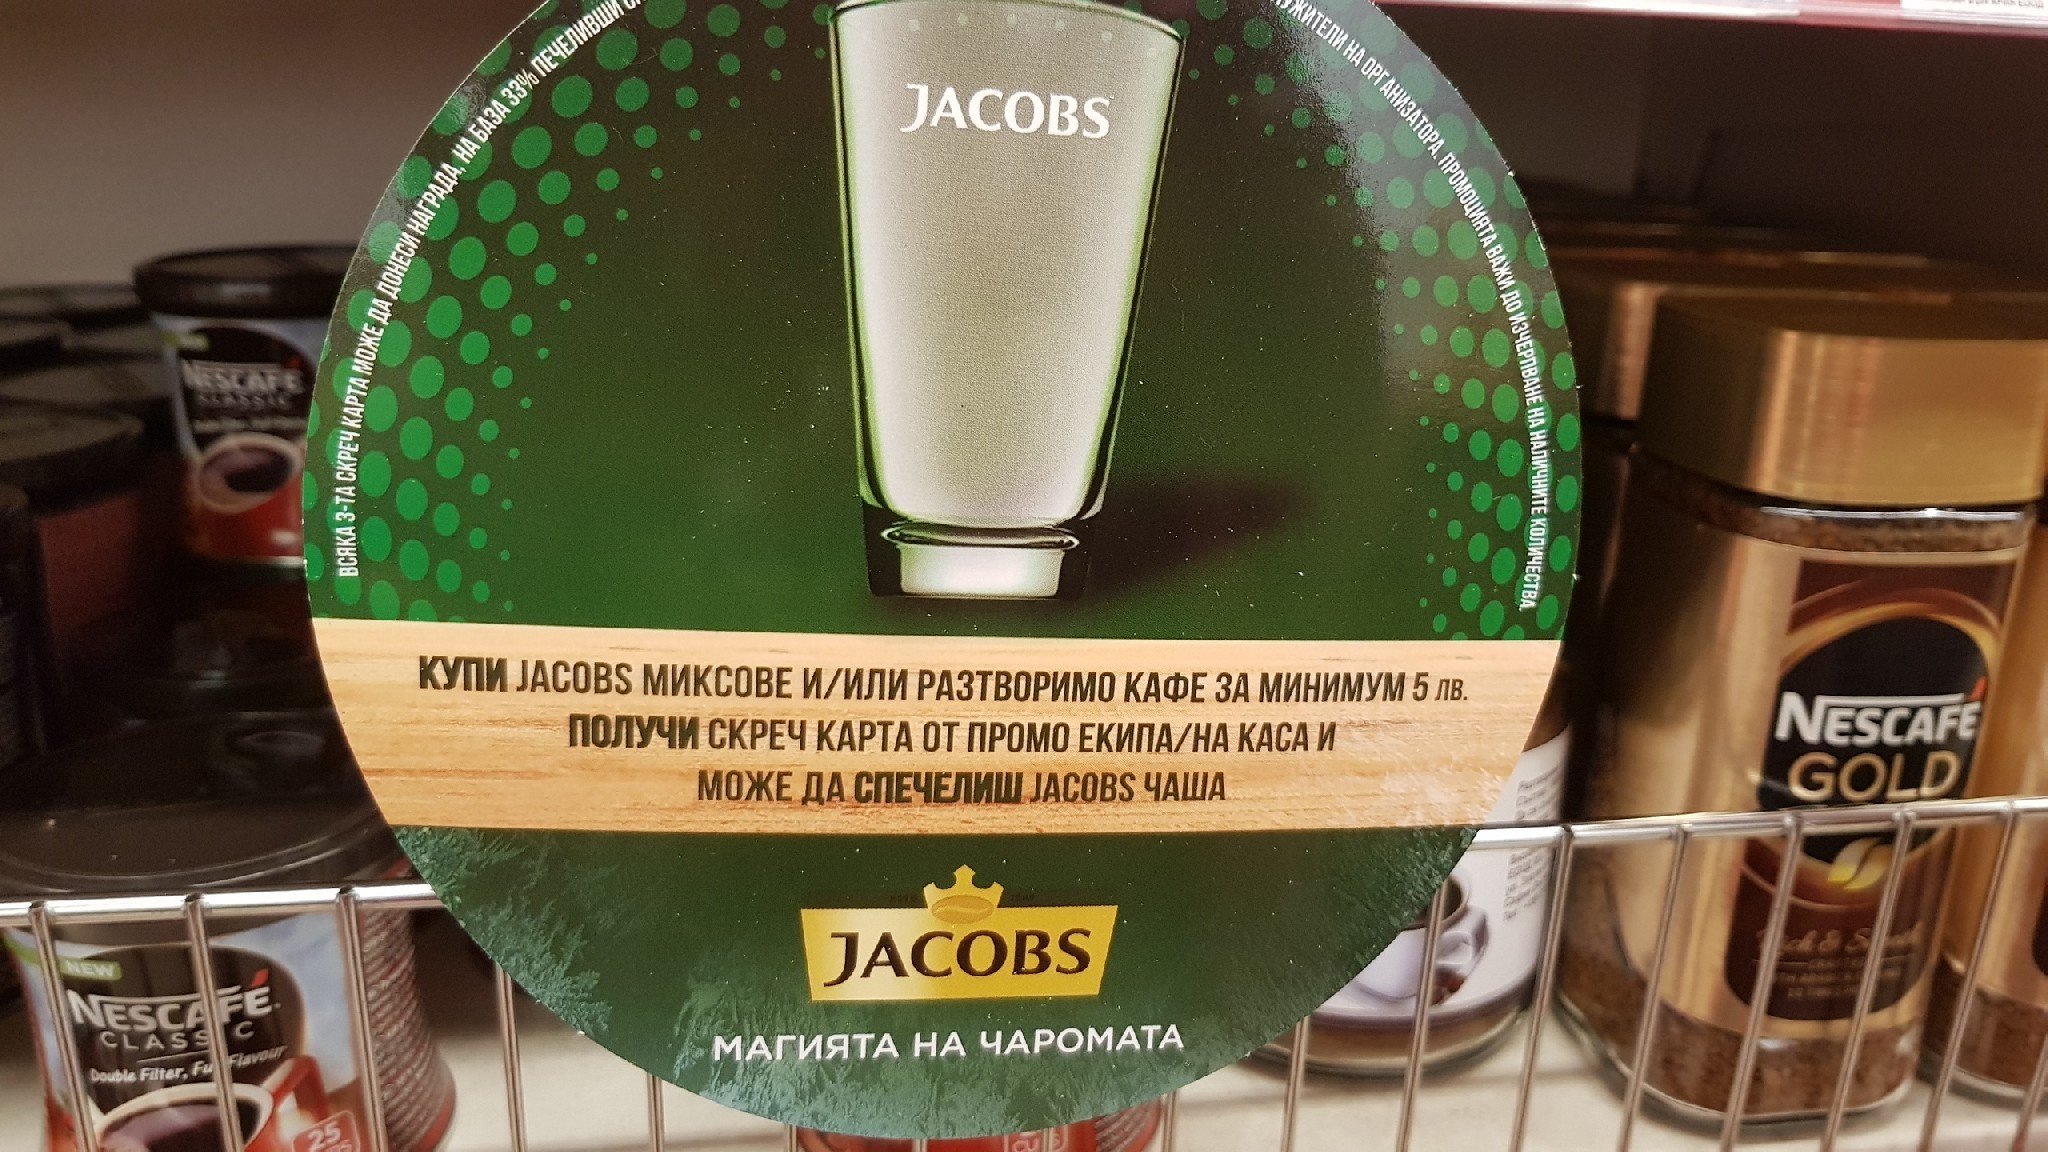 ВСЯКА 3-ТА СКРЕЧ КАРТА МОЖЕ ДА ДОНЕСИ НАГРАДА, НА БАЗА 33% ПЕЧЕЛИВШИ
НА ОРГАНИЗАТОРА. ПРОМОЦИЯТА ВАЖИ ДО ИЗЧЕРПВАНЕ НА НАЛИЧНИТЕ КОЛИЧЕСТВА
JACOBS
КУПИ JACOBS МИКСОВЕ И/ИЛИ РАЗТВОРИМО КАФЕ ЗА МИНИМУМ 5 лв.
ПОЛУЧИ СКРЕЧ КАРТА ОТ ПРОМО ЕКИПА/НА КАСА И
МОЖЕ ДА СПЕЧЕЛИШ JACOBS ЧАША
JACOBS
МАГИЯТА НА ЧАРОМАТА
NESCAFÉ
CLASSIC
NEW
NESCAFÉ
CLASSIC
Double Filter, Full Flavour
25
NESCAFÉ
GOLD